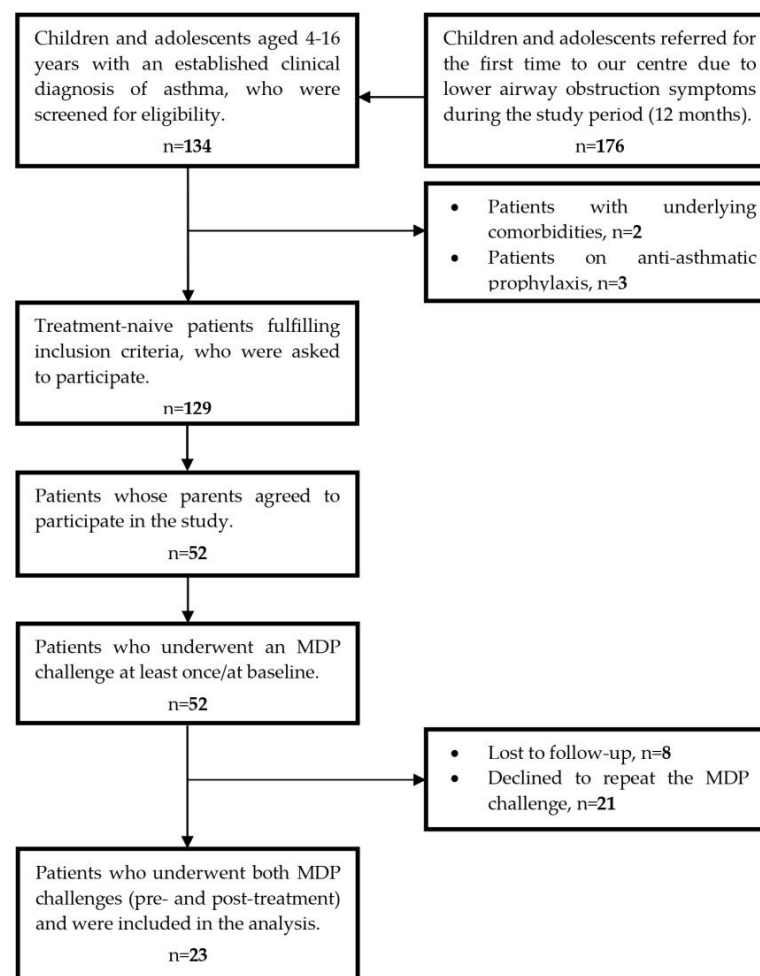 Children and adolescents aged 4-16
years with an established clinical
diagnosis of asthma, who were
screened for eligibility.
n=134
Children and adolescents referred for
the first time to our centre due to
lower airway obstruction symptoms
during the study period (12 months).
n=176
• Patients with underlying
comorbidities, n=2
• Patients on anti-asthmatic
prophylaxis, n=3
Treatment-naive patients fulfilling
inclusion criteria, who were asked
to participate.
n=129
Patients whose parents agreed to
participate in the study.
n=52
Patients who underwent an MDP
challenge at least once/at baseline.
n=52
• Lost to follow-up, n=8
• Declined to repeat the MDP
challenge, n=21
Patients who underwent both MDP
challenges (pre- and post-treatment)
and were included in the analysis.
n=23